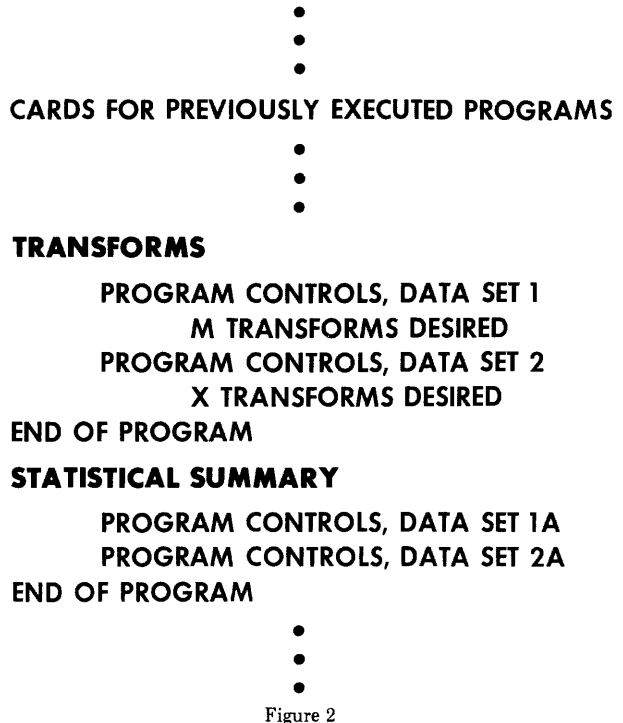 •
•
•
CARDS FOR PREVIOUSLY EXECUTED PROGRAMS
•
•
•
TRANSFORMS
PROGRAM CONTROLS, DATA SET 1
M TRANSFORMS DESIRED
PROGRAM CONTROLS, DATA SET 2
X TRANSFORMS DESIRED
END OF PROGRAM
STATISTICAL SUMMARY
PROGRAM CONTROLS, DATA SET 1A
PROGRAM CONTROLS, DATA SET 2A
END OF PROGRAM
•
•
•
Figure 2